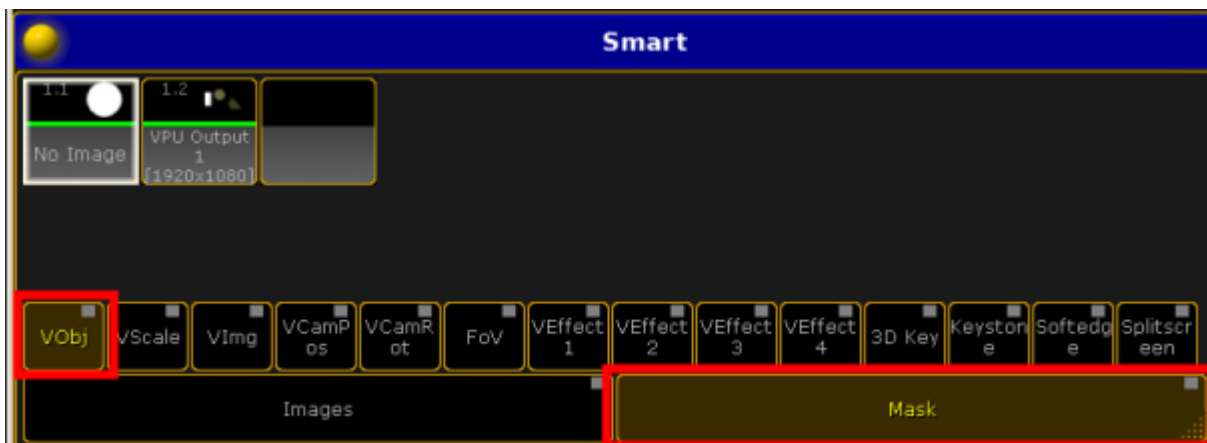 Smart
1.1
No Image
1.2
VPU Output
1
[1920x1080]
VObj
VScale
VImg
VCamP
os
VCamR
ot
FoV
VEffect
1
VEffect
2
VEffect
3
VEffect
4
3D Key
Keyston
e
Softedg
e
Splitscr
een
Images
Mask